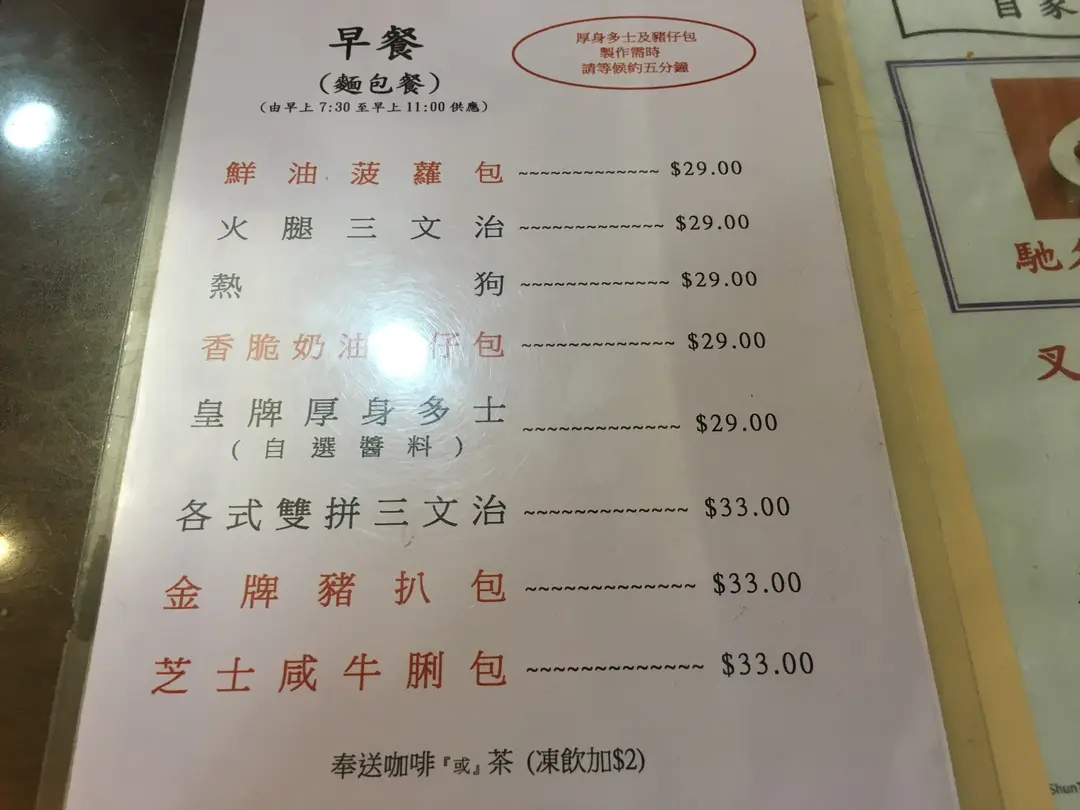 早餐
(麵包餐)
(由早上 7:30 至早上 11:00 供應)
厚身多士及豬仔包
製作需時
請等候約五分鐘
鮮油菠蘿包 ~~~~~~~~~~~~~ $29.00
火腿三文治 ~~~~~~~~~~~~~ $29.00
熱狗 ~~~~~~~~~~~~~ $29.00
香脆奶油 仔包 ~~~~~~~~~~~~~ $29.00
皇牌厚身多士 ~~~~~~~~~~~~~ $29.00
(自選醬料)
各式雙拼三文治 ~~~~~~~~~~~~~ $33.00
金牌豬扒包 ~~~~~~~~~~~~~ $33.00
芝士咸牛脷包 ~~~~~~~~~~~~~ $33.00
奉送咖啡『或』茶 (凍飲加$2)
自家
馳
叉